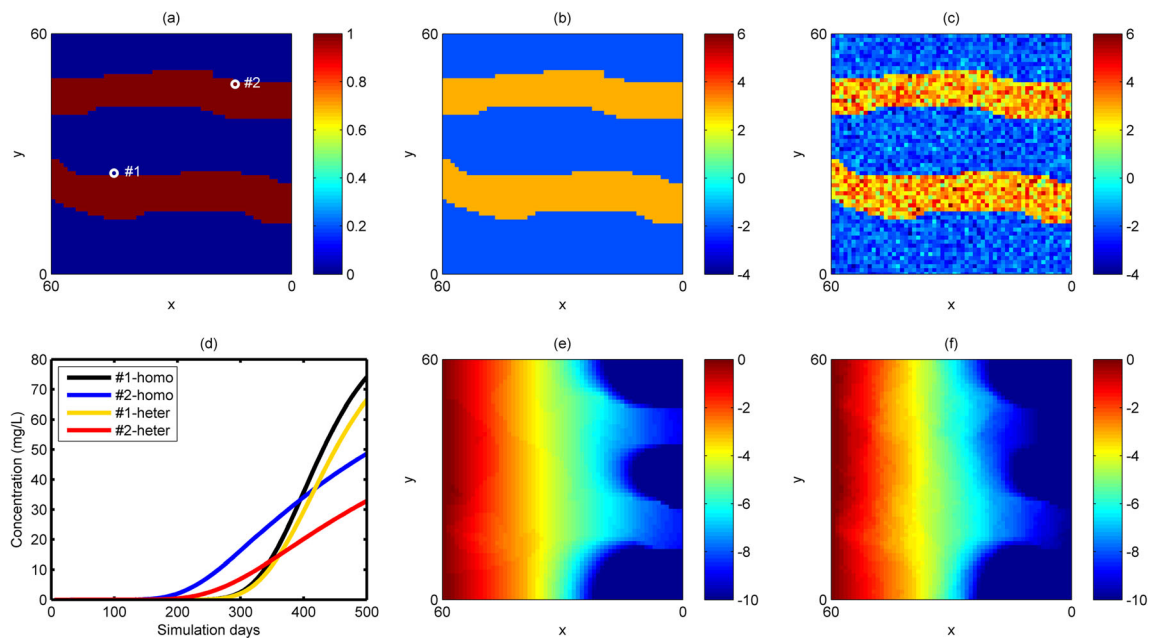 (a)
60
y
0
60
x
0
#1
#2
1
0.8
0.6
0.4
0.2
0
(b)
60
y
0
60
x
0
6
4
2
0
-2
-4
(c)
60
y
0
60
x
0
6
4
2
0
-2
-4
(d)
80
70
60
50
40
30
20
10
0
Concentration (mg/L)
#1-homo
#2-homo
#1-heter
#2-heter
0 100 200 300 400 500
Simulation days
(e)
60
y
0
60
x
0
0
-2
-4
-6
-8
-10
(f)
60
y
0
60
x
0
0
-2
-4
-6
-8
-10